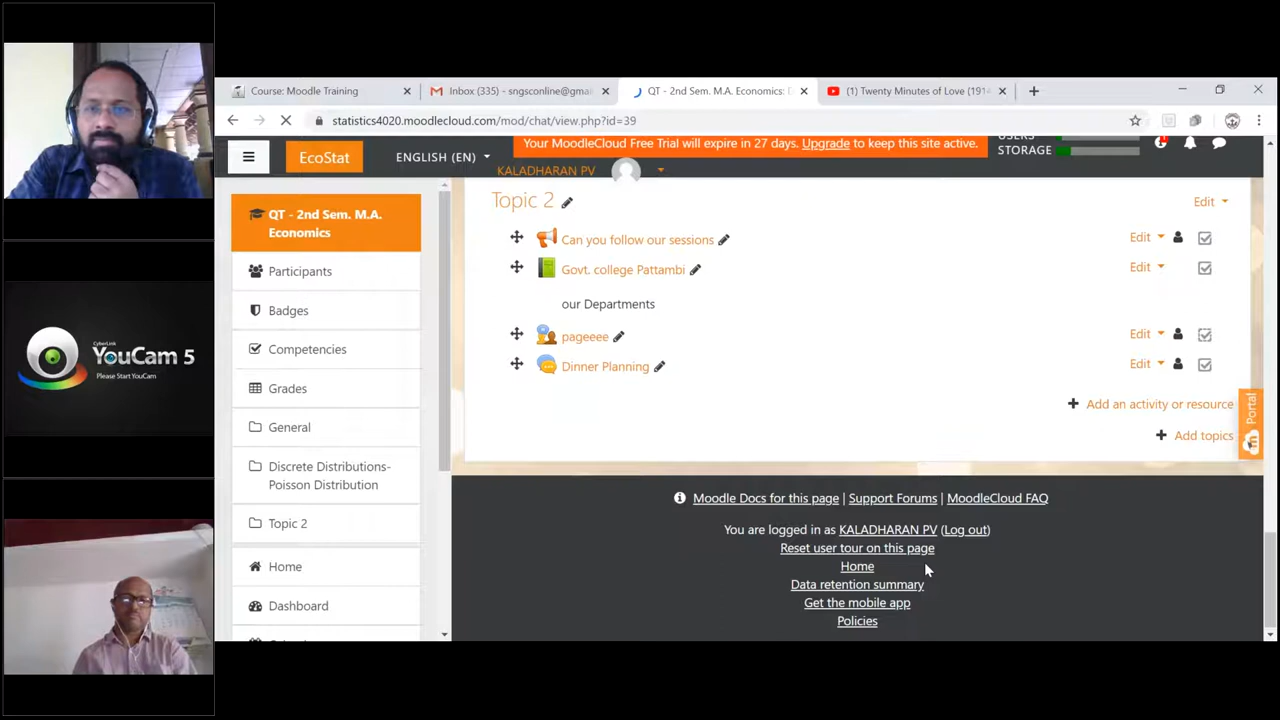 Course: Moodle Training
Inbox (335) - sngsconline@gmai
QT - 2nd Sem. M.A. Economics: E
(1) Twenty Minutes of Love (1914
statistics4020.moodlecloud.com/mod/chat/view.php?id=39
EcoStat
ENGLISH (EN)
Your MoodleCloud Free Trial will expire in 27 days. Upgrade to keep this site active.
USERS
STORAGE
KALADHARAN PV
QT - 2nd Sem. M.A.
Economics
Participants
Badges
Competencies
Grades
General
Discrete Distributions-
Poisson Distribution
Topic 2
Home
Dashboard
Topic 2
Edit
Can you follow our sessions
Edit
Govt. college Pattambi
Edit
our Departments
pageeee
Edit
Dinner Planning
Edit
Add an activity or resource
Add topics
Portal
Moodle Docs for this page | Support Forums | MoodleCloud FAQ
You are logged in as KALADHARAN PV (Log out)
Reset user tour on this page
Home
Data retention summary
Get the mobile app
Policies
CyberLink
YouCam 5
Please Start YouCam